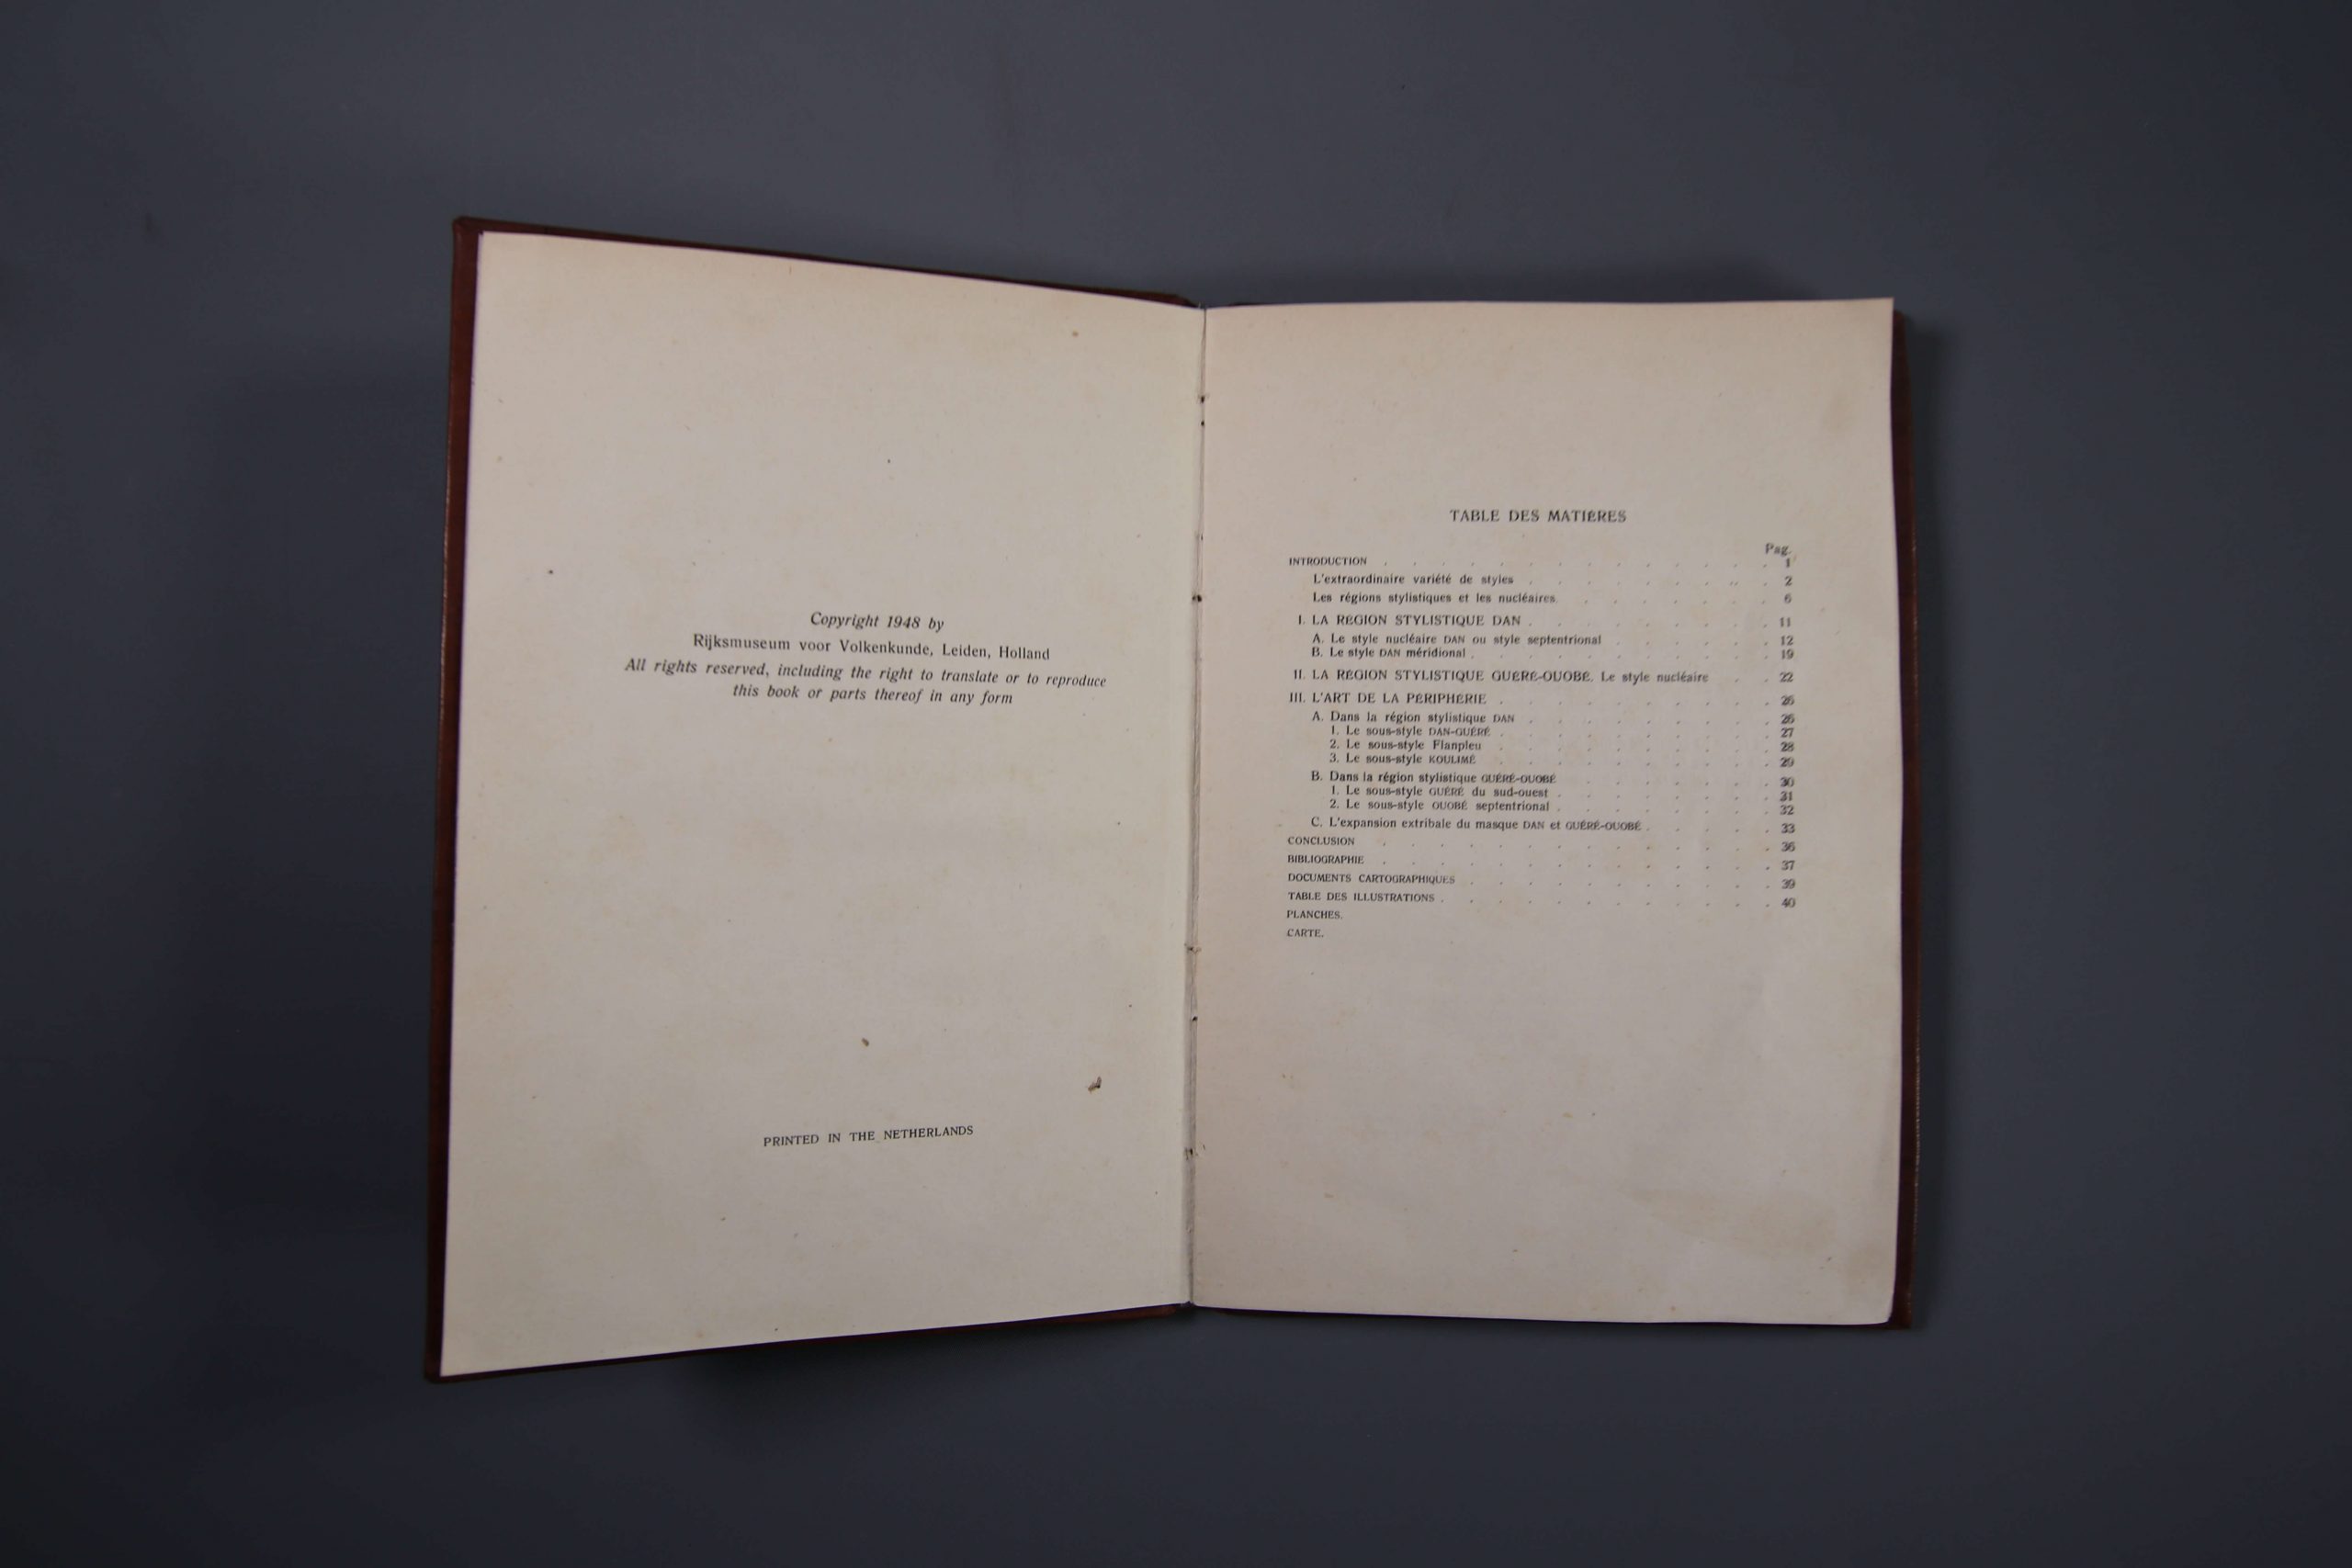 Copyright 1948 by
Rijksmuseum voor Volkenkunde, Leiden, Holland
All rights reserved, including the right to translate or to reproduce
this book or parts thereof in any form
PRINTED IN THE NETHERLANDS
TABLE DES MATIÈRES
Pag.
INTRODUCTION . . . . . . . . . . . . . . 1
L'extraordinaire variété de styles . . . . . . . . . 2
Les régions stylistiques et les nucléaires. . . . . . . . 6
I. LA RÉGION STYLISTIQUE DAN . . . . . . . . . 11
A. Le style nucléaire DAN ou style septentrional . . . . . . 12
B. Le style DAN méridional . . . . . . . . . . . 19
II. LA RÉGION STYLISTIQUE GUÉRÉ-OUOBÉ. Le style nucléaire . . 22
III. L'ART DE LA PÉRIPHÉRIE . . . . . . . . . . 26
A. Dans la région stylistique DAN . . . . . . . . . 26
1. Le sous-style DAN-GUÉRÉ . . . . . . . . . . 27
2. Le sous-style Flanpleu . . . . . . . . . . 28
3. Le sous-style KOULIMÉ . . . . . . . . . . 29
B. Dans la région stylistique GUÉRÉ-OUOBÉ . . . . . . . 30
1. Le sous-style GUÉRÉ du sud-ouest . . . . . . . . 31
2. Le sous-style OUOBÉ septentrional . . . . . . . . 32
C. L'expansion extribale du masque DAN et GUÉRÉ-OUOBÉ . . . . . 33
CONCLUSION . . . . . . . . . . . . . . 36
BIBLIOGRAPHIE . . . . . . . . . . . . . . 37
DOCUMENTS CARTOGRAPHIQUES . . . . . . . . . . . 39
TABLE DES ILLUSTRATIONS . . . . . . . . . . . . 40
PLANCHES.
CARTE.